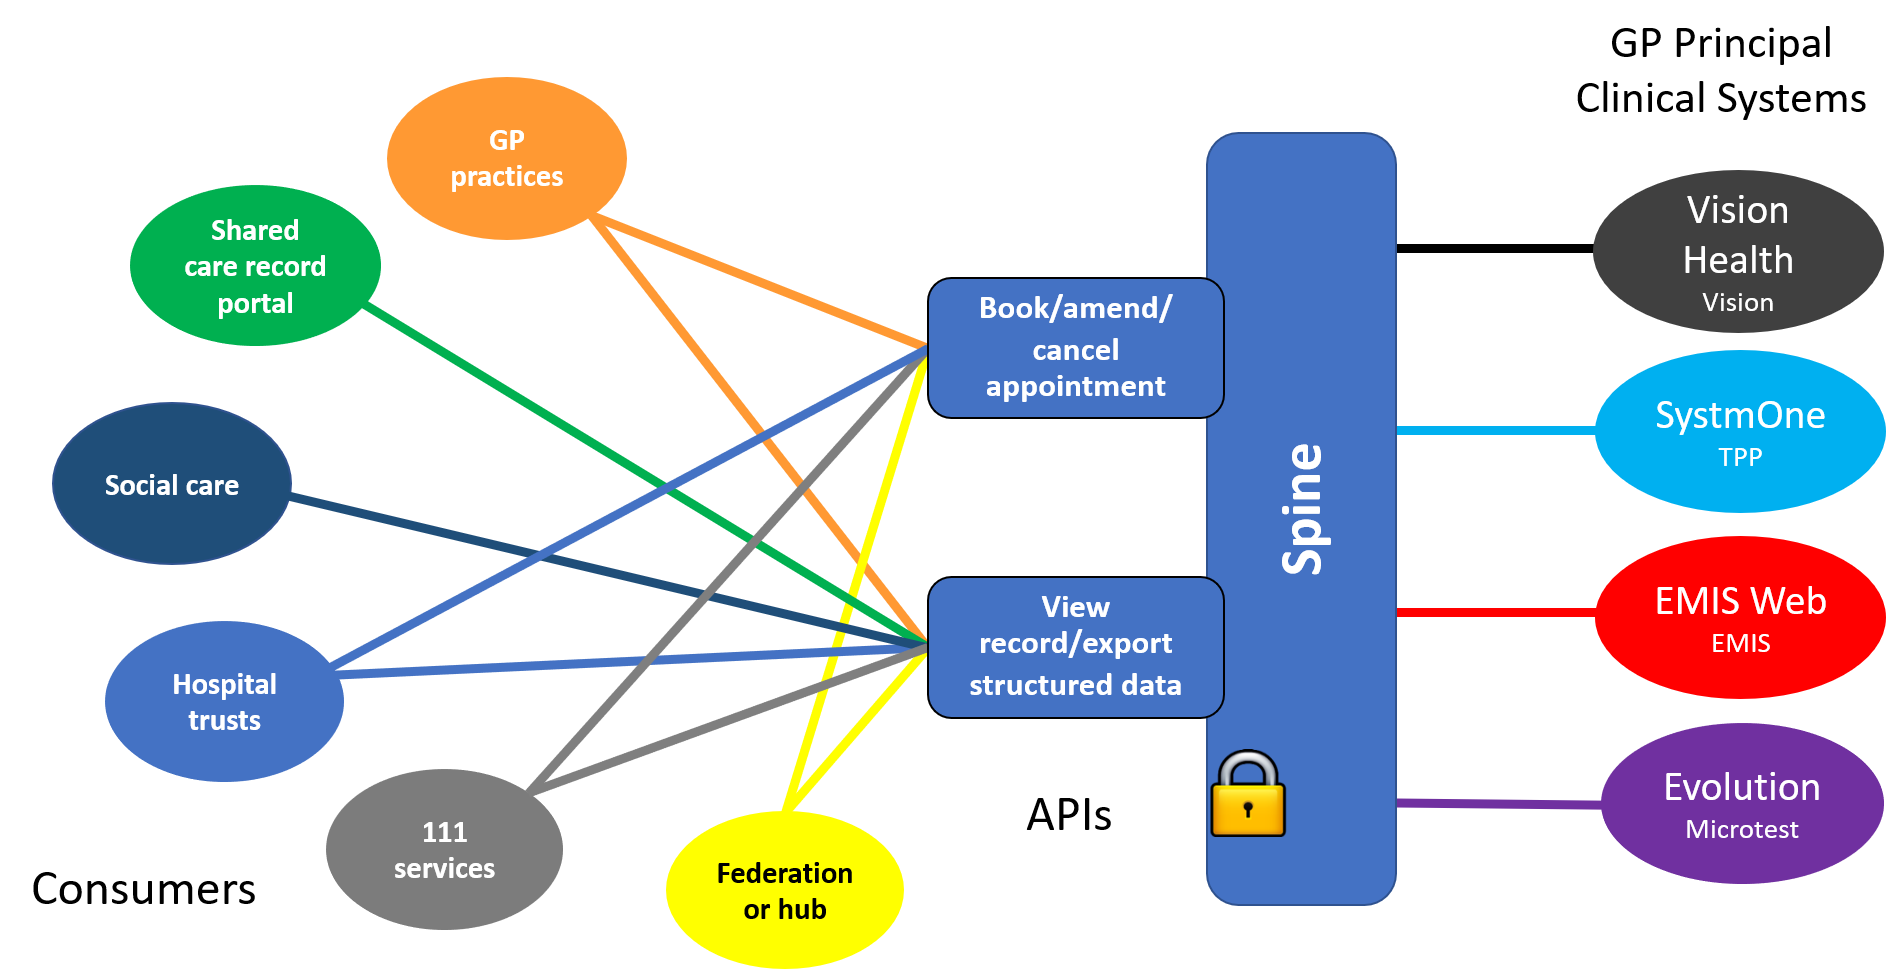 GP Principal
Clinical Systems
GP
practices
Shared
care record
portal
Social care
Hospital
trusts
111
services
Federation
or hub
Consumers
Book/amend/
cancel
appointment
View
record/export
structured data
APIs
Spine
Vision
Health
Vision
SystmOne
TPP
EMIS Web
EMIS
Evolution
Microtest